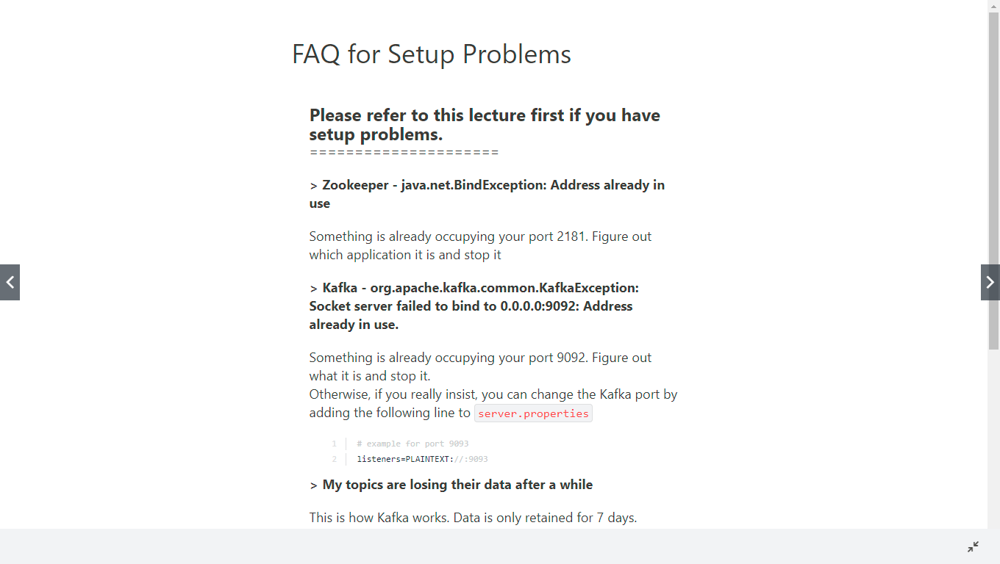 FAQ for Setup Problems
Please refer to this lecture first if you have
setup problems.
=====================
> Zookeeper - java.net.BindException: Address already in
use
Something is already occupying your port 2181. Figure out
which application it is and stop it
> Kafka - org.apache.kafka.common.KafkaException:
Socket server failed to bind to 0.0.0.0:9092: Address
already in use.
Something is already occupying your port 9092. Figure out
what it is and stop it.
Otherwise, if you really insist, you can change the Kafka port by
adding the following line to server.properties
1 # example for port 9093
2 listeners=PLAINTEXT://:9093
> My topics are losing their data after a while
This is how Kafka works. Data is only retained for 7 days.